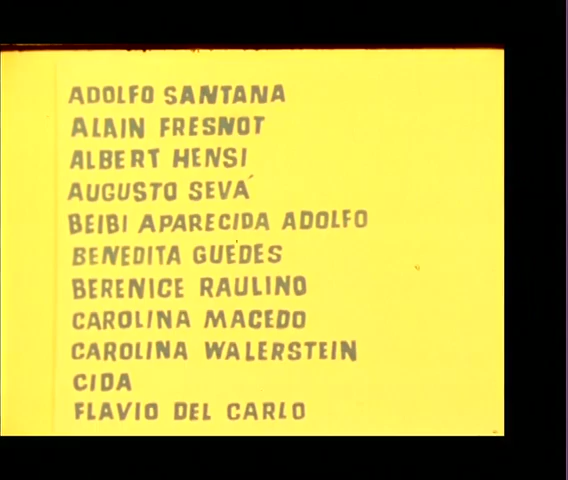 ADOLFO SANTANA
ALAIN FRESNOT
ALBERT HENSI
AUGUSTO SEVÁ
BEIBI APARECIDA ADOLFO
BENEDITA GUEDES
BERENICE RAULINO
CAROLINA MACEDO
CAROLINA WALERSTEIN
CIDA
FLAVIO DEL CARLO